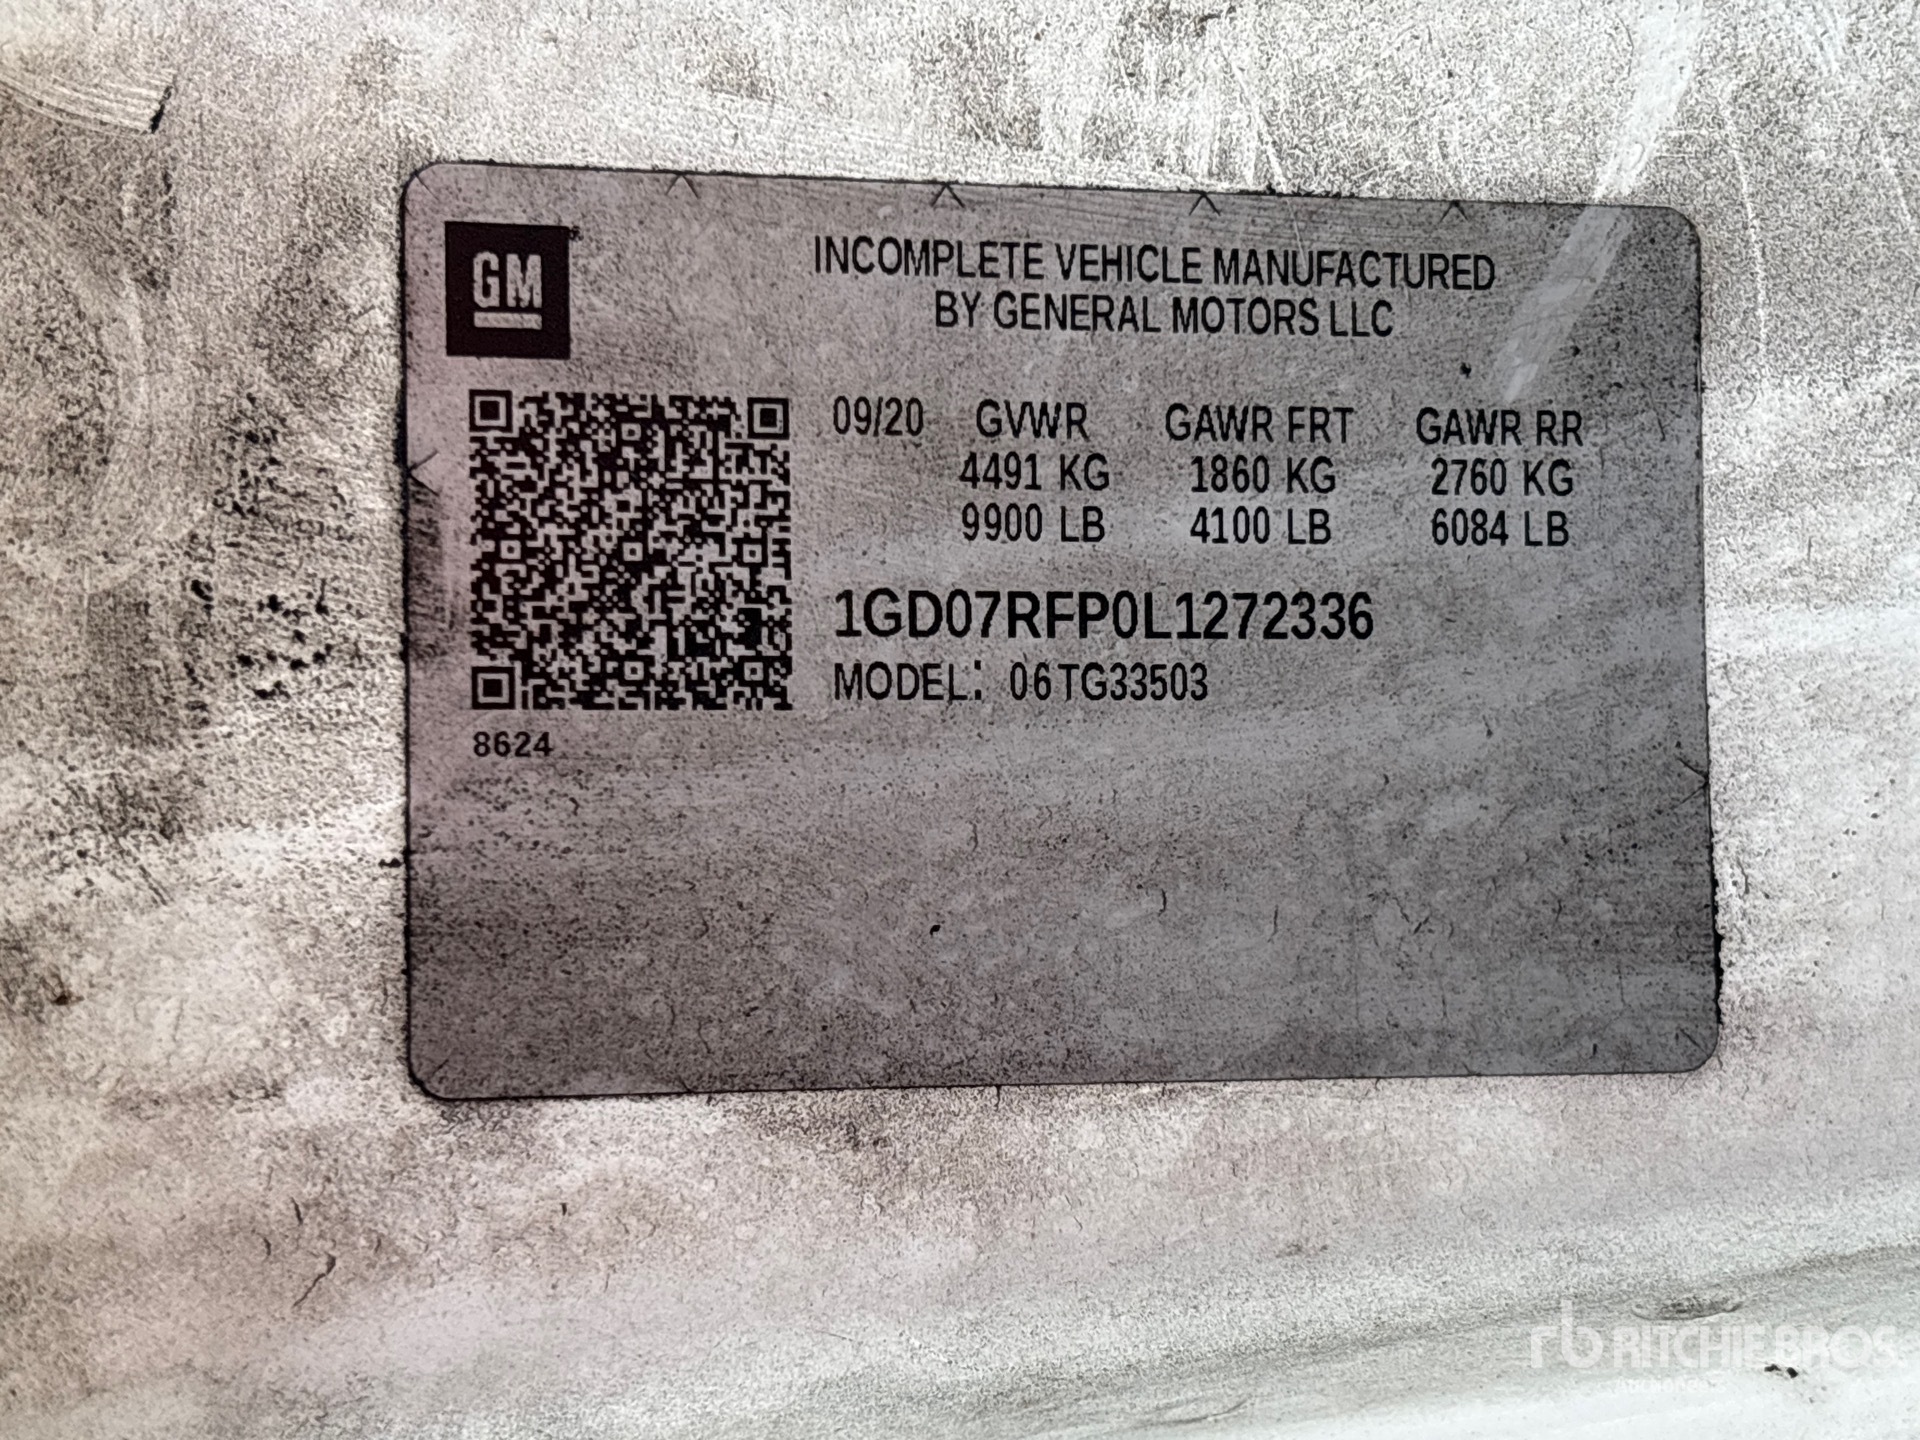 GM
INCOMPLETE VEHICLE MANUFACTURED
BY GENERAL MOTORS LLC
09/20 GVWR GAWR FRT GAWR RR
4491 KG 1860 KG 2760 KG
9900 LB 4100 LB 6084 LB
1GD07RFP0L1272336
MODEL: 06TG33503
8624
rb RITCHIE BROS.